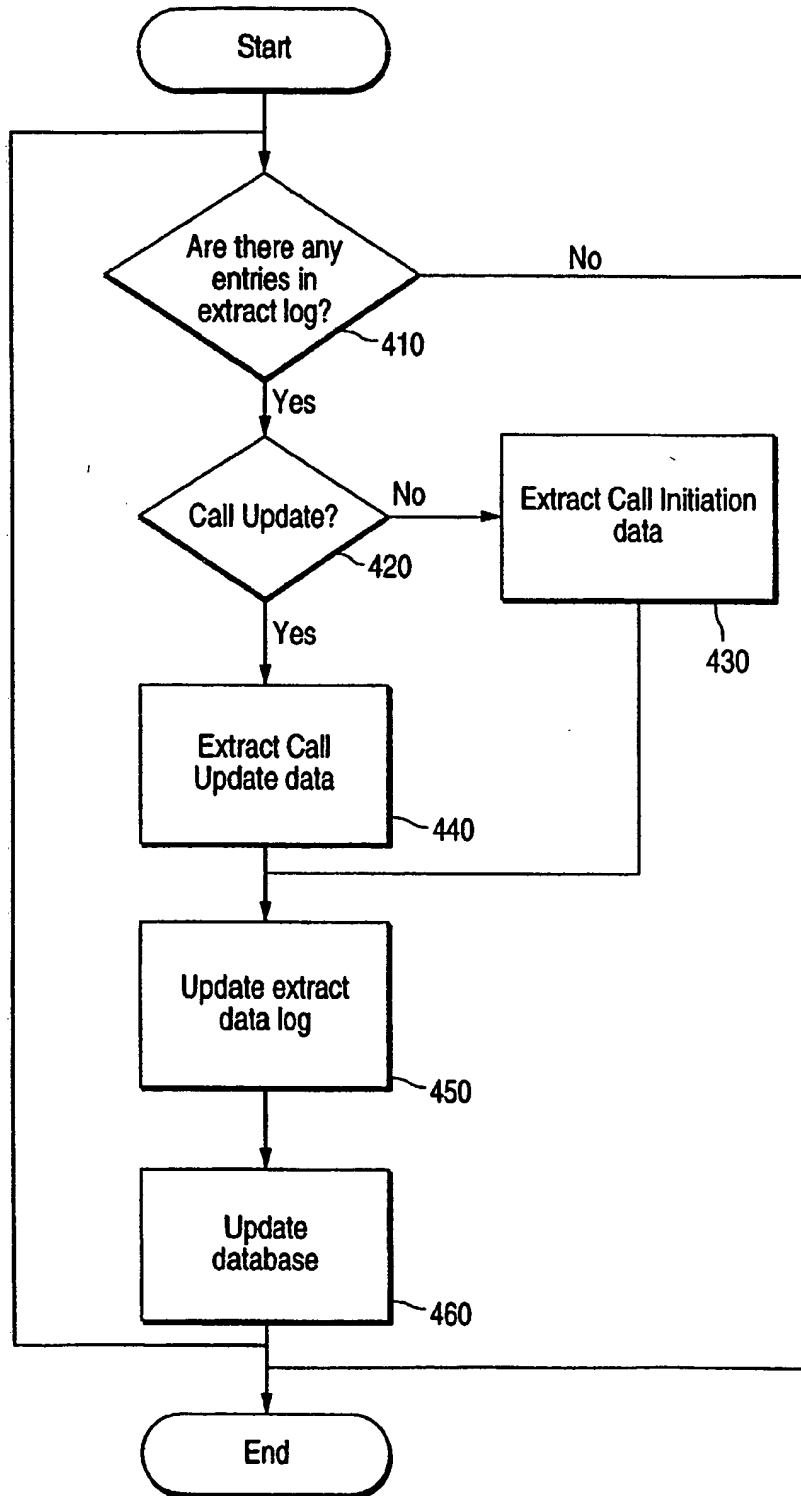 Start
Are there any
entries in
extract log?
No
410
Yes
Call Update?
No
Extract Call Initiation
data
420
430
Yes
Extract Call
Update data
440
Update extract
data log
450
Update
database
460
End